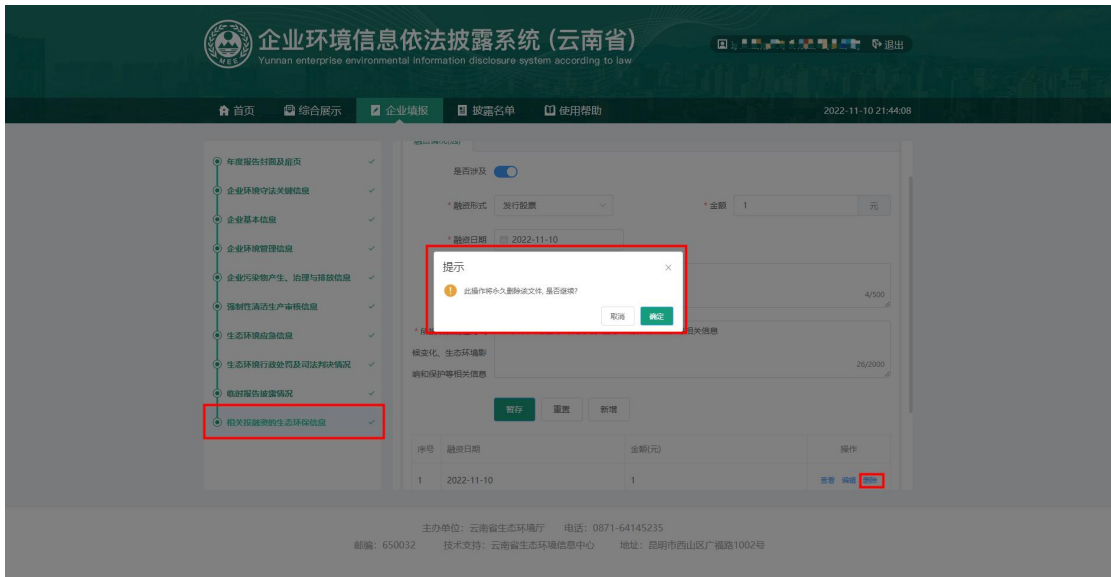 企业环境信息依法披露系统 (云南省)
Yunnan enterprise environmental information disclosure system according to law
退出
首页 综合展示 企业填报 披露名单 使用帮助 2022-11-10 21:44:08
年度报告封面及扉页
企业环境守法关键信息
企业基本信息
企业环境管理信息
企业污染物产生、治理与排放信息
强制性清洁生产审核信息
生态环境应急信息
生态环境行政处罚及司法判决情况
临时报告披露情况
相关投融资的生态环保信息
是否涉及
* 融资形式 发行股票 * 金额 1 元
* 融资日期 2022-11-10
提示
此操作将永久删除该文件, 是否继续?
取消 确定
4/500
相关信息
候变化、生态环境影
响和保护等相关信息
26/2000
暂存 重置 新增
序号 融资日期 金额(元) 操作
1 2022-11-10 1 查看 编辑 删除
主办单位：云南省生态环境厅 电话：0871-64145235
邮编：650032 技术支持：云南省生态环境信息中心 地址：昆明市西山区广福路1002号